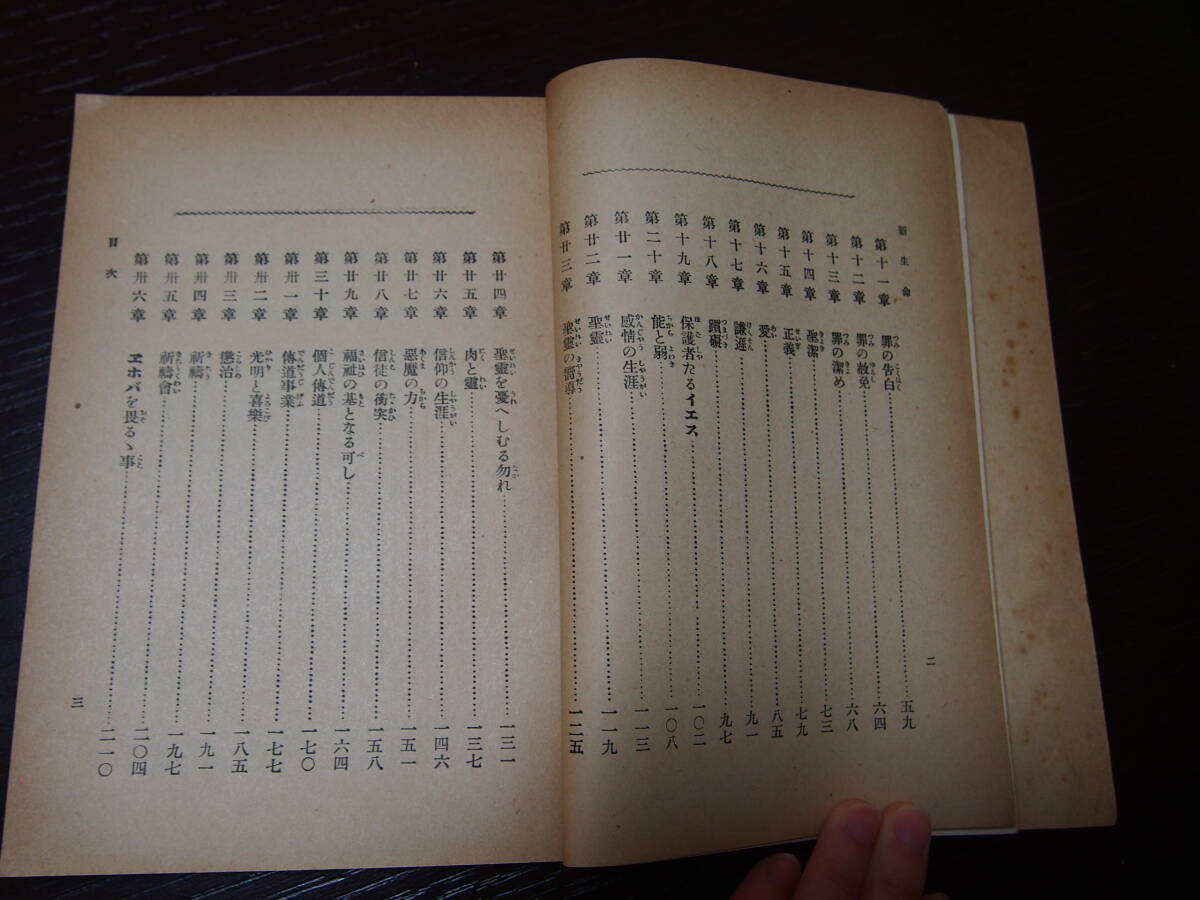 新生命
第十一章 罪の告白 五九
第十二章 罪の赦免 六四
第十三章 罪の潔め 六八
第十四章 聖潔 七三
第十五章 正義 七九
第十六章 愛 八五
第十七章 謙遜 九一
第十八章 躓礙 九七
第十九章 保護者たるイエス 一〇二
第二十章 能と弱 一〇八
第廿一章 感情の生涯 一一三
第廿二章 聖靈 一一九
第廿三章 聖靈の嚮導 一二五
二
第廿四章 聖靈を憂へしむる勿れ 一三一
第廿五章 肉と靈 一三七
第廿六章 信仰の生涯 一四六
第廿七章 惡魔の力 一五一
第廿八章 信徒の衝突 一五八
第廿九章 福祉の基となる可し 一六四
第三十章 個人傳道 一七〇
第卅一章 傳道事業 一七七
第卅二章 光明と喜樂 一八五
第卅三章 懲治 一九一
第卅四章 祈禱 一九七
第卅五章 祈禱會 二〇四
第卅六章 ヱホバを畏るゝ事 二一〇
目次
三